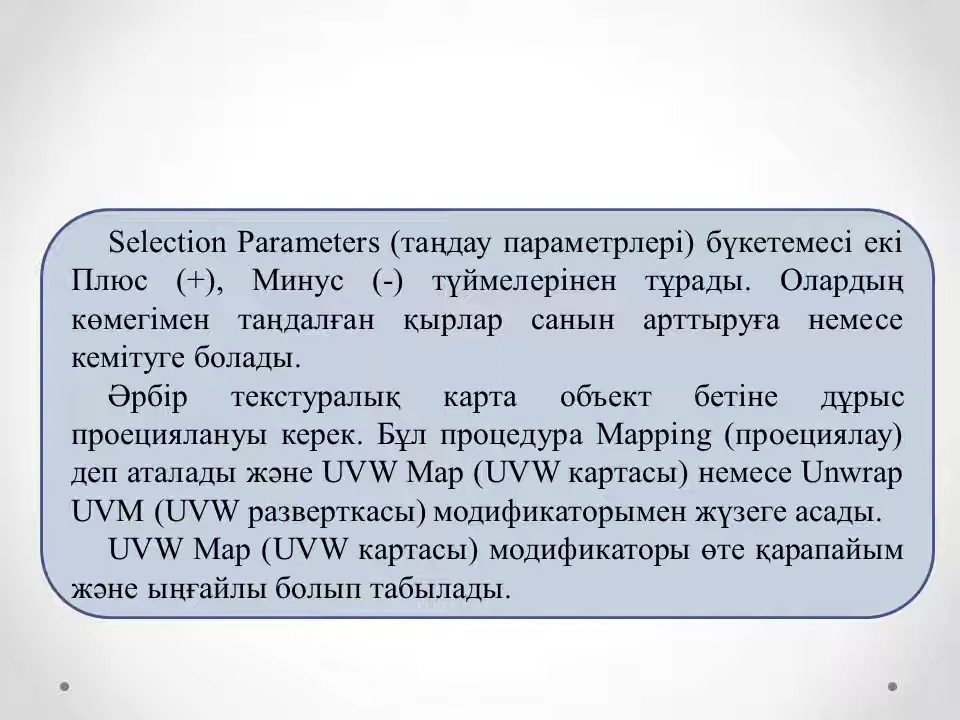 Selection Parameters (таңдау параметрлері) бүкетемесі екі
Плюс (+), Минус (-) түймелерінен тұрады. Олардың
көмегімен таңдалған қырлар санын арттыруға немесе
кемітуге болады.
Әрбір текстуралық карта объект бетіне дұрыс
проециялануы керек. Бұл процедура Mapping (проециялау)
деп аталады және UVW Map (UVW картасы) немесе Unwrap
UVM (UVW разверткасы) модификаторымен жүзеге асады.
UVW Map (UVW картасы) модификаторы өте қарапайым
және ыңғайлы болып табылады.